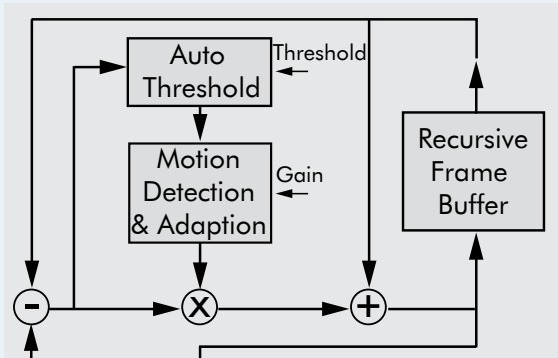 Auto
Threshold
Threshold
Motion
Detection
& Adaption
Gain
Recursive
Frame
Buffer
-
X
+